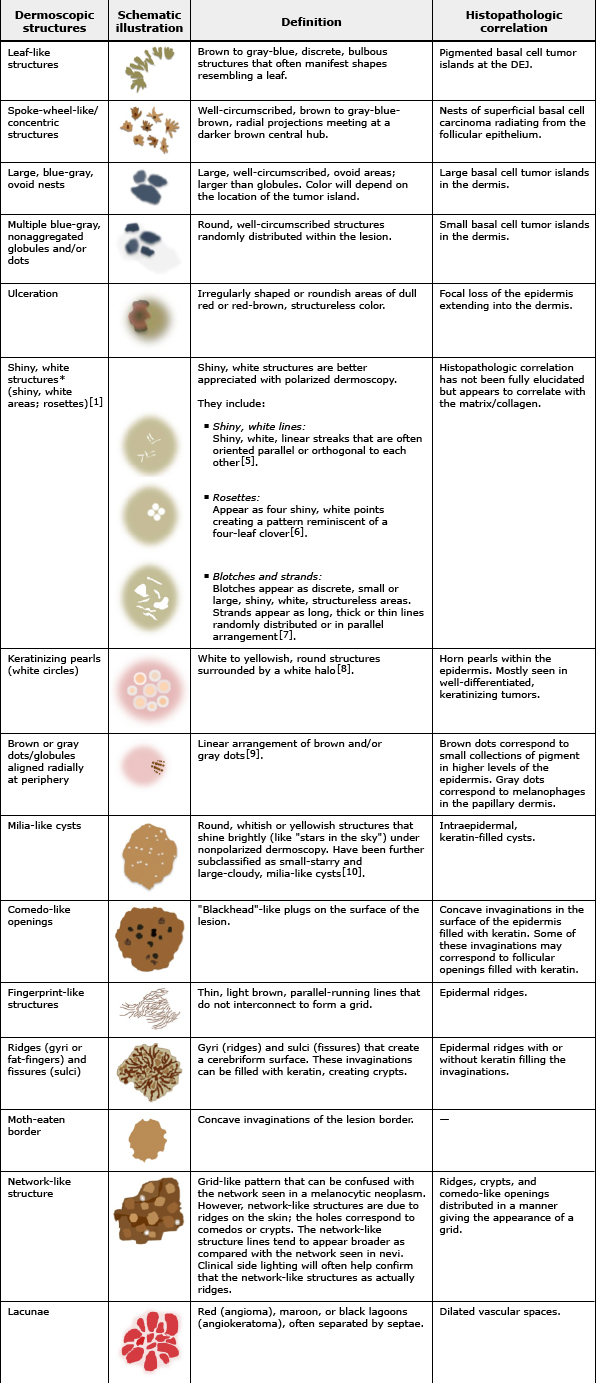 Dermoscopic structures
Schematic illustration
Definition
Histopathologic correlation
Leaf-like
structures
Brown to gray-blue, discrete, bulbous
structures that often manifest shapes
resembling a leaf.
Pigmented basal cell tumor
islands at the DEJ.
Spoke-wheel-like/
concentric
structures
Well-circumscribed, brown to gray-blue-
brown, radial projections meeting at a
darker brown central hub.
Nests of superficial basal cell
carcinoma radiating from the
follicular epithelium.
Large, blue-gray,
ovoid nests
Large, well-circumscribed, ovoid areas;
larger than globules. Color will depend on
the location of the tumor island.
Large basal cell tumor islands
in the dermis.
Multiple blue-gray,
nonaggregated
globules and/or
dots
Round, well-circumscribed structures
randomly distributed within the lesion.
Small basal cell tumor islands
in the dermis.
Ulceration
Irregularly shaped or roundish areas of dull
red or red-brown, structureless color.
Focal loss of the epidermis
extending into the dermis.
Shiny, white
structures*
(shiny, white
areas; rosettes)[1]
Shiny, white structures are better
appreciated with polarized dermoscopy.
They include:
▪ Shiny, white lines:
Shiny, white, linear streaks that are often
oriented parallel or orthogonal to each
other[5].
▪ Rosettes:
Appear as four shiny, white points
creating a pattern reminiscent of a
four-leaf clover[6].
▪ Blotches and strands:
Blotches appear as discrete, small or
large, shiny, white, structureless areas.
Strands appear as long, thick or thin lines
randomly distributed or in parallel
arrangement[7].
Histopathologic correlation
has not been fully elucidated
but appears to correlate with
the matrix/collagen.
Keratinizing pearls
(white circles)
White to yellowish, round structures
surrounded by a white halo[8].
Horn pearls within the
epidermis. Mostly seen in
well-differentiated,
keratinizing tumors.
Brown or gray
dots/globules
aligned radially
at periphery
Linear arrangement of brown and/or
gray dots[9].
Brown dots correspond to
small collections of pigment
in higher levels of the
epidermis. Gray dots
correspond to melanophages
in the papillary dermis.
Milia-like cysts
Round, whitish or yellowish structures that
shine brightly (like "stars in the sky") under
nonpolarized dermoscopy. Have been further
subclassified as small-starry and
large-cloudy, milia-like cysts[10].
Intraepidermal,
keratin-filled cysts.
Comedo-like
openings
"Blackhead"-like plugs on the surface of the
lesion.
Concave invaginations in the
surface of the epidermis
filled with keratin. Some of
these invaginations may
correspond to follicular
openings filled with keratin.
Fingerprint-like
structures
Thin, light brown, parallel-running lines that
do not interconnect to form a grid.
Epidermal ridges.
Ridges (gyri or
fat-fingers) and
fissures (sulci)
Gyri (ridges) and sulci (fissures) that create
a cerebriform surface. These invaginations
can be filled with keratin, creating crypts.
Epidermal ridges with or
without keratin filling the
invaginations.
Moth-eaten
border
Concave invaginations of the lesion border.
—
Network-like
structure
Grid-like pattern that can be confused with
the network seen in a melanocytic neoplasm.
However, network-like structures are due to
ridges on the skin; the holes correspond to
comedos or crypts. The network-like
structure lines tend to appear broader as
compared with the network seen in nevi.
Clinical side lighting will often help confirm
that the network-like structures as actually
ridges.
Ridges, crypts, and
comedo-like openings
distributed in a manner
giving the appearance of a
grid.
Lacunae
Red (angioma), maroon, or black lagoons
(angiokeratoma), often separated by septae.
Dilated vascular spaces.